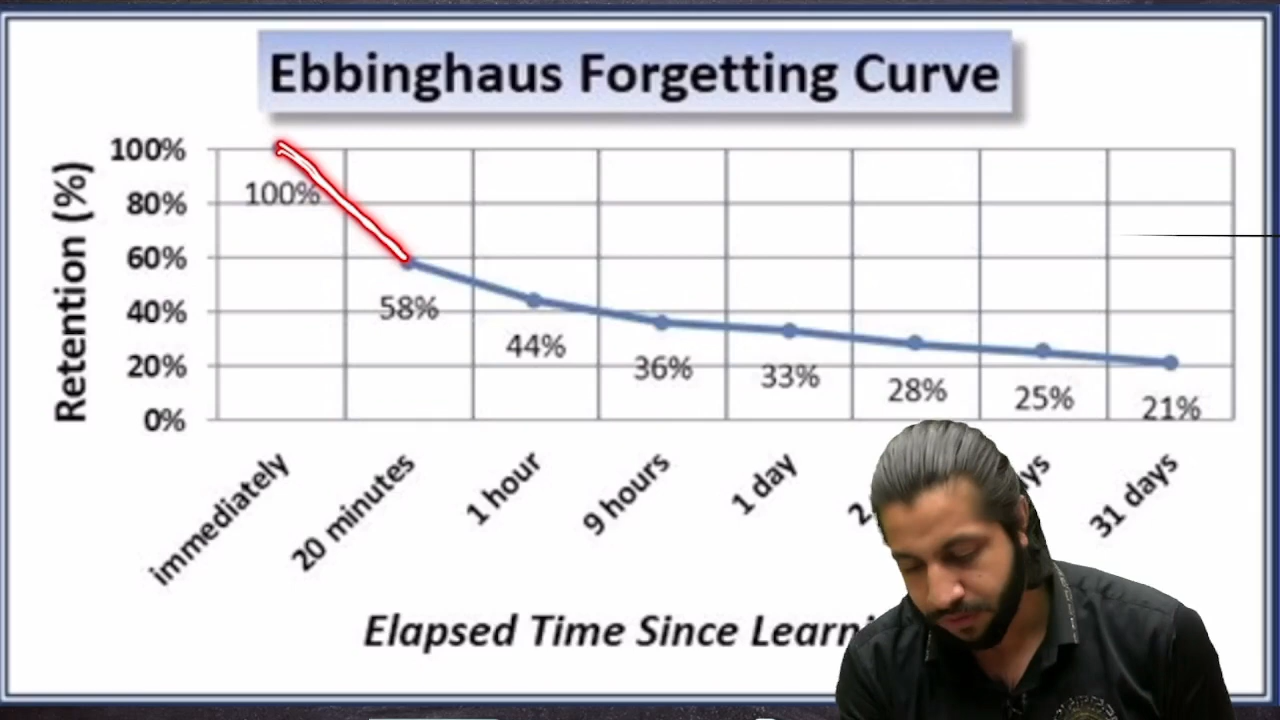 Ebbinghaus Forgetting Curve
Retention (%)
100%
80%
60%
40%
20%
0%
100%
58%
44%
36%
33%
28%
25%
21%
immediately
20 minutes
1 hour
9 hours
1 day
2
31 days
Elapsed Time Since